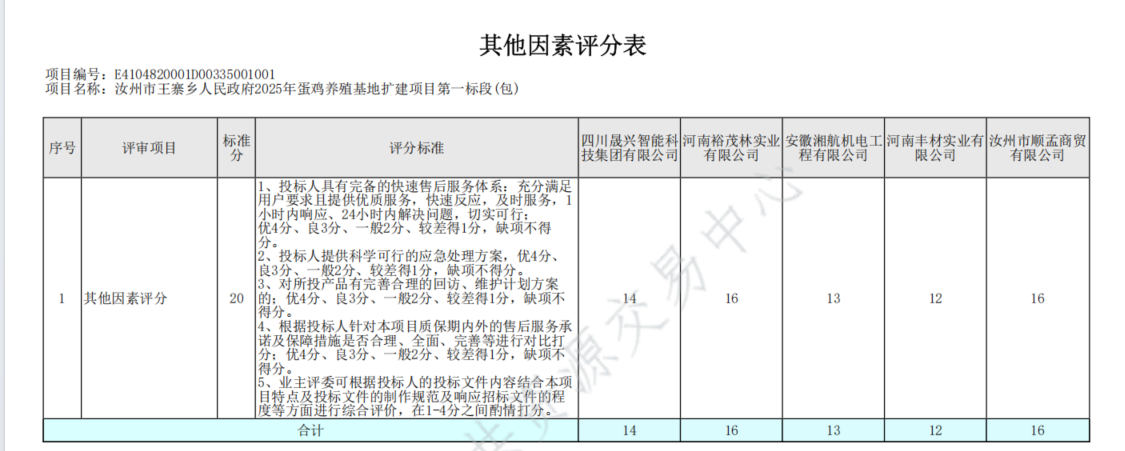 其他因素评分表
项目编号：E4104820001D00335001001
项目名称：汝州市王寨乡人民政府2025年蛋鸡养殖基地扩建项目第一标段(包)
序号
评审项目
标准
分
评分标准
四川晟兴智能科
技集团有限公司
河南裕茂林实业
有限公司
安徽湘航机电工
程有限公司
河南丰材实业有
限公司
汝州市顺孟商贸
有限公司
1
其他因素评分
20
1、投标人具有完备的快速售后服务体系：充分满足
用户要求且提供优质服务，快速反应，及时服务，1
小时内响应、24小时内解决问题，切实可行；
优4分、良3分、一般2分、较差得1分，缺项不得
分。
2、投标人提供科学可行的应急处理方案，优4分、
良3分、一般2分、较差得1分，缺项不得分。
3、对所投产品有完善合理的回访、维护计划方案
的；优4分、良3分、一般2分、较差得1分，缺项不
得分。
4、根据投标人针对本项目质保期内外的售后服务承
诺及保障措施是否合理、全面、完善等进行对比打
分；优4分、良3分、一般2分、较差得1分，缺项不
得分。
5、业主评委可根据投标人的投标文件内容结合本项
目特点及投标文件的制作规范及响应招标文件的程
度等方面进行综合评价，在1-4分之间酌情打分。
14
16
13
12
16
合计
14
16
13
12
16
共资源交易中心